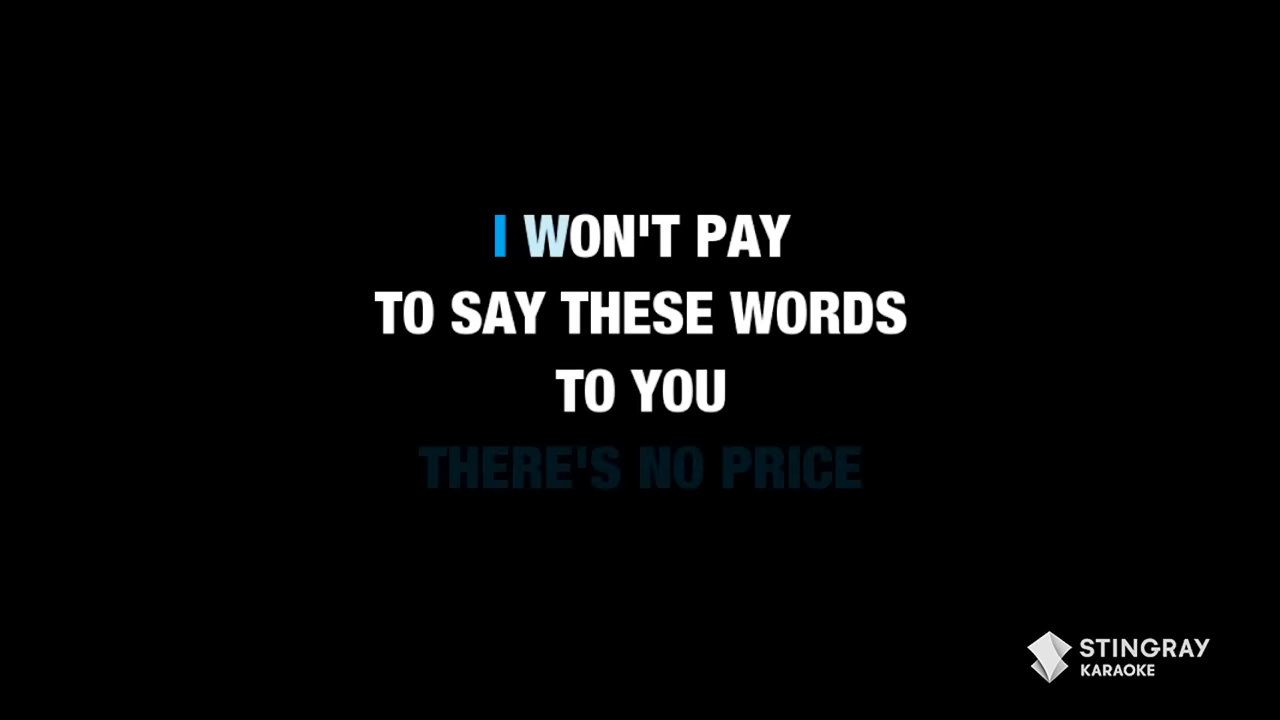 I WON'T PAY
TO SAY THESE WORDS
TO YOU
THERE'S NO PRICE
STINGRAY
KARAOKE